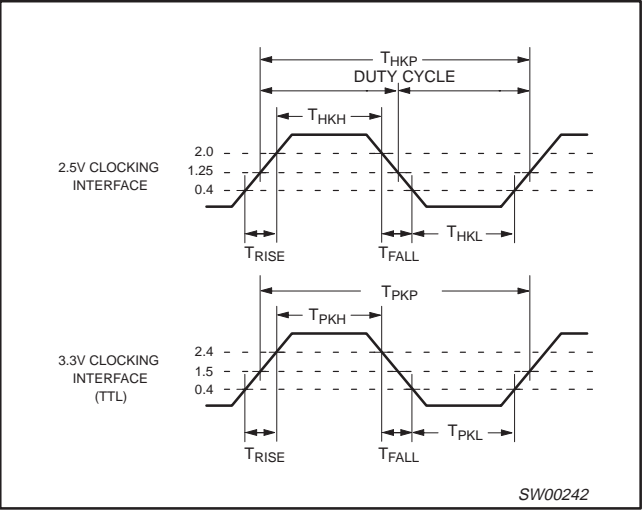 THKP
DUTY CYCLE
THKH
2.0
2.5V CLOCKING
INTERFACE
1.25
0.4
THKL
TRISE
TFALL
TPKP
TPKH
2.4
3.3V CLOCKING
INTERFACE
(TTL)
1.5
0.4
TPKL
TRISE
TFALL
SW00242